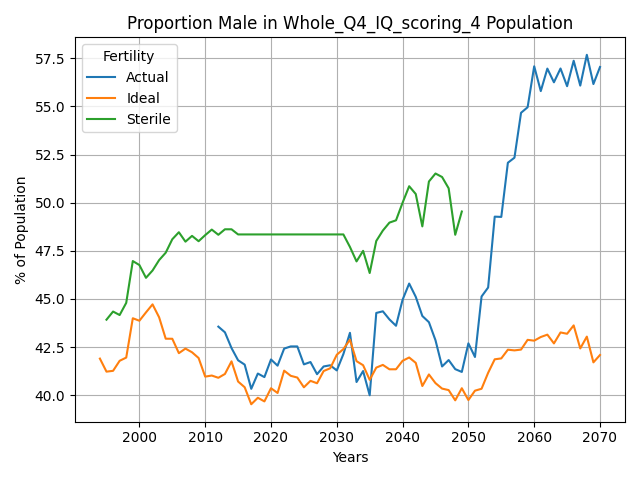 Proportion Male in Whole_Q4_IQ_scoring_4 Population
Fertility
Actual
Ideal
Sterile
% of Population
57.5
55.0
52.5
50.0
47.5
45.0
42.5
40.0
2000 2010 2020 2030 2040 2050 2060 2070
Years